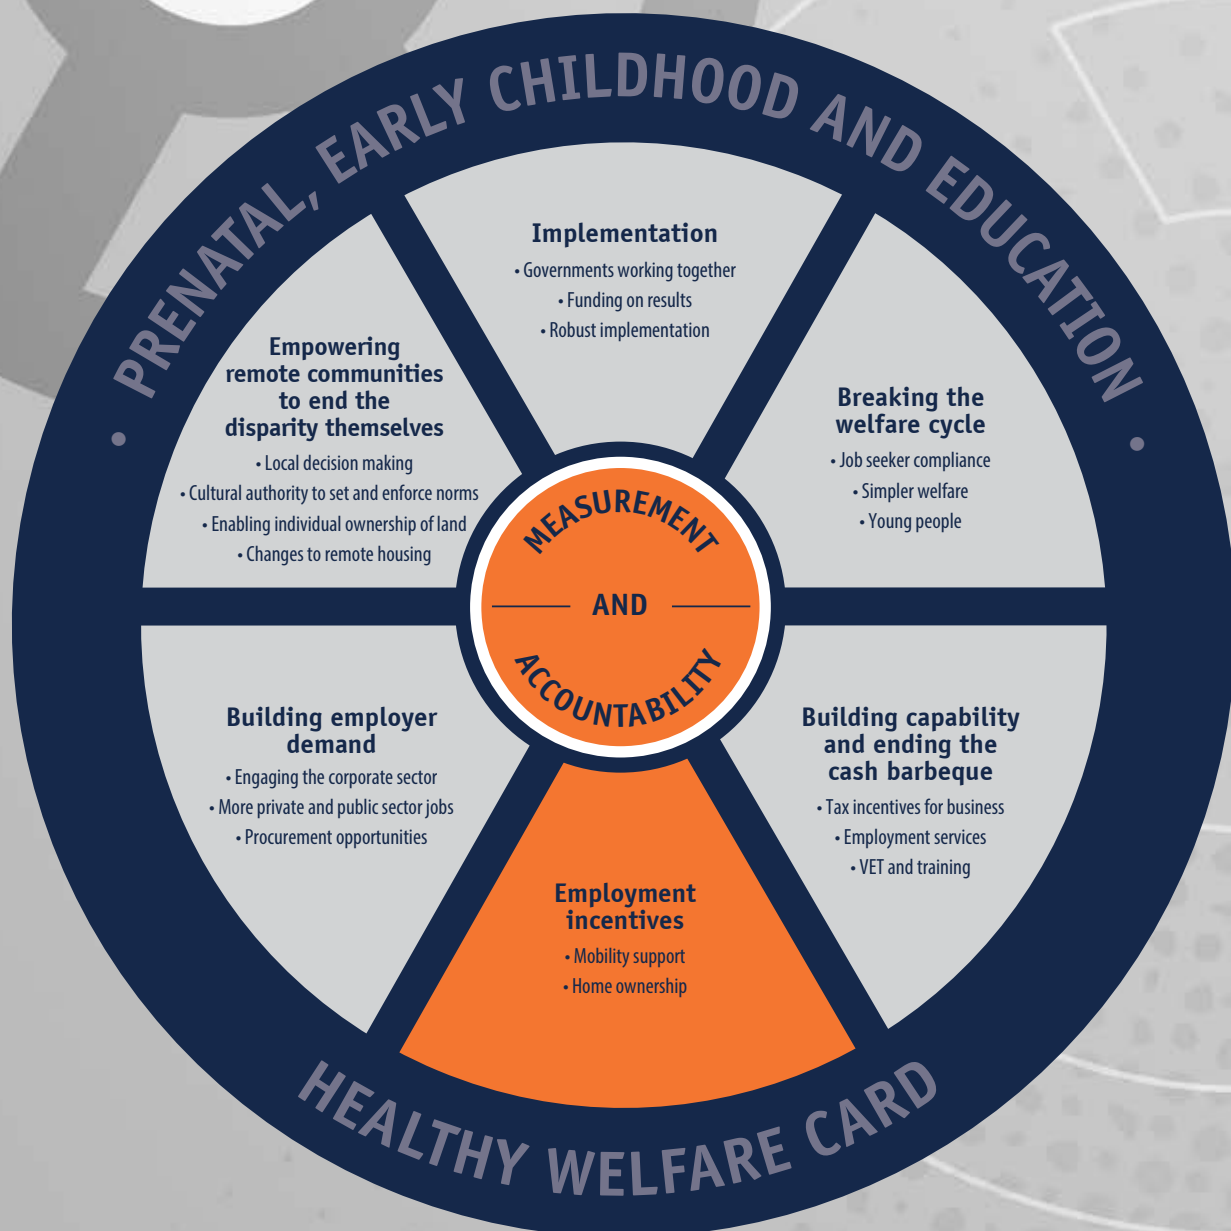 PRENATAL, EARLY CHILDHOOD AND EDUCATION
Implementation
• Governments working together
• Funding on results
• Robust implementation
Empowering
remote communities
to end the
disparity themselves
• Local decision making
• Cultural authority to set and enforce norms
• Enabling individual ownership of land
• Changes to remote housing
Breaking the
welfare cycle
• Job seeker compliance
• Simpler welfare
• Young people
MEASUREMENT
AND
ACCOUNTABILITY
Building employer
demand
• Engaging the corporate sector
• More private and public sector jobs
• Procurement opportunities
Building capability
and ending the
cash barbeque
• Tax incentives for business
• Employment services
• VET and training
Employment
incentives
• Mobility support
• Home ownership
HEALTHY WELFARE CARD